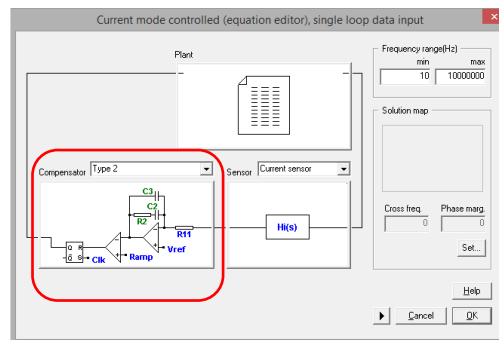 Current mode controlled (equation editor), single loop data input
×
Plant
Frequency range(Hz)
min max
10 10000000
Solution map
Compensator Type 2
Sensor Current sensor
C3
C2
R2
R11
Vref
Ramp
Clk
Q R
Q S
Hi(s)
Cross freq. Phase marg.
0 0
Set...
Help
Cancel OK